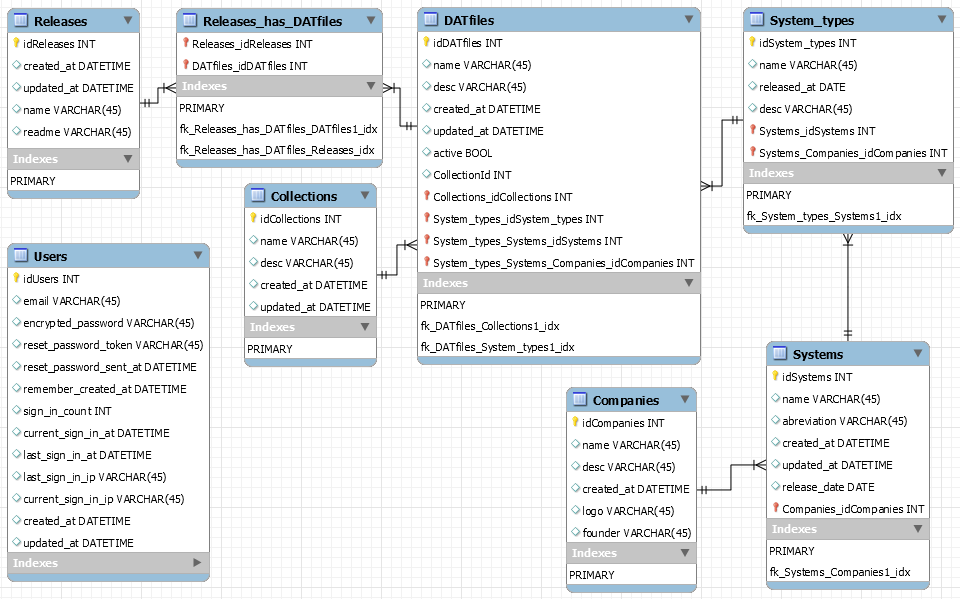 Releases
idReleases INT
created_at DATETIME
updated_at DATETIME
name VARCHAR(45)
readme VARCHAR(45)
Indexes
PRIMARY
Releases_has_DATfiles
Releases_idReleases INT
DATfiles_idDATfiles INT
Indexes
PRIMARY
fk_Releases_has_DATfiles_DATfiles1_idx
fk_Releases_has_DATfiles_Releases_idx
DATfiles
idDATfiles INT
name VARCHAR(45)
desc VARCHAR(45)
created_at DATETIME
updated_at DATETIME
active BOOL
CollectionId INT
Collections_idCollections INT
System_types_idSystem_types INT
System_types_Systems_idSystems INT
System_types_Systems_Companies_idCompanies INT
Indexes
PRIMARY
fk_DATfiles_Collections1_idx
fk_DATfiles_System_types1_idx
System_types
idSystem_types INT
name VARCHAR(45)
released_at DATE
desc VARCHAR(45)
Systems_idSystems INT
Systems_Companies_idCompanies INT
Indexes
PRIMARY
fk_System_types_Systems1_idx
Collections
idCollections INT
name VARCHAR(45)
desc VARCHAR(45)
created_at DATETIME
updated_at DATETIME
Indexes
PRIMARY
Users
idUsers INT
email VARCHAR(45)
encrypted_password VARCHAR(45)
reset_password_token VARCHAR(45)
reset_password_sent_at DATETIME
remember_created_at DATETIME
sign_in_count INT
current_sign_in_at DATETIME
last_sign_in_at DATETIME
last_sign_in_ip VARCHAR(45)
current_sign_in_ip VARCHAR(45)
created_at DATETIME
updated_at DATETIME
Indexes
Companies
idCompanies INT
name VARCHAR(45)
desc VARCHAR(45)
created_at DATETIME
logo VARCHAR(45)
founder VARCHAR(45)
Indexes
PRIMARY
Systems
idSystems INT
name VARCHAR(45)
abreviation VARCHAR(45)
created_at DATETIME
updated_at DATETIME
release_date DATE
Companies_idCompanies INT
Indexes
PRIMARY
fk_Systems_Companies1_idx